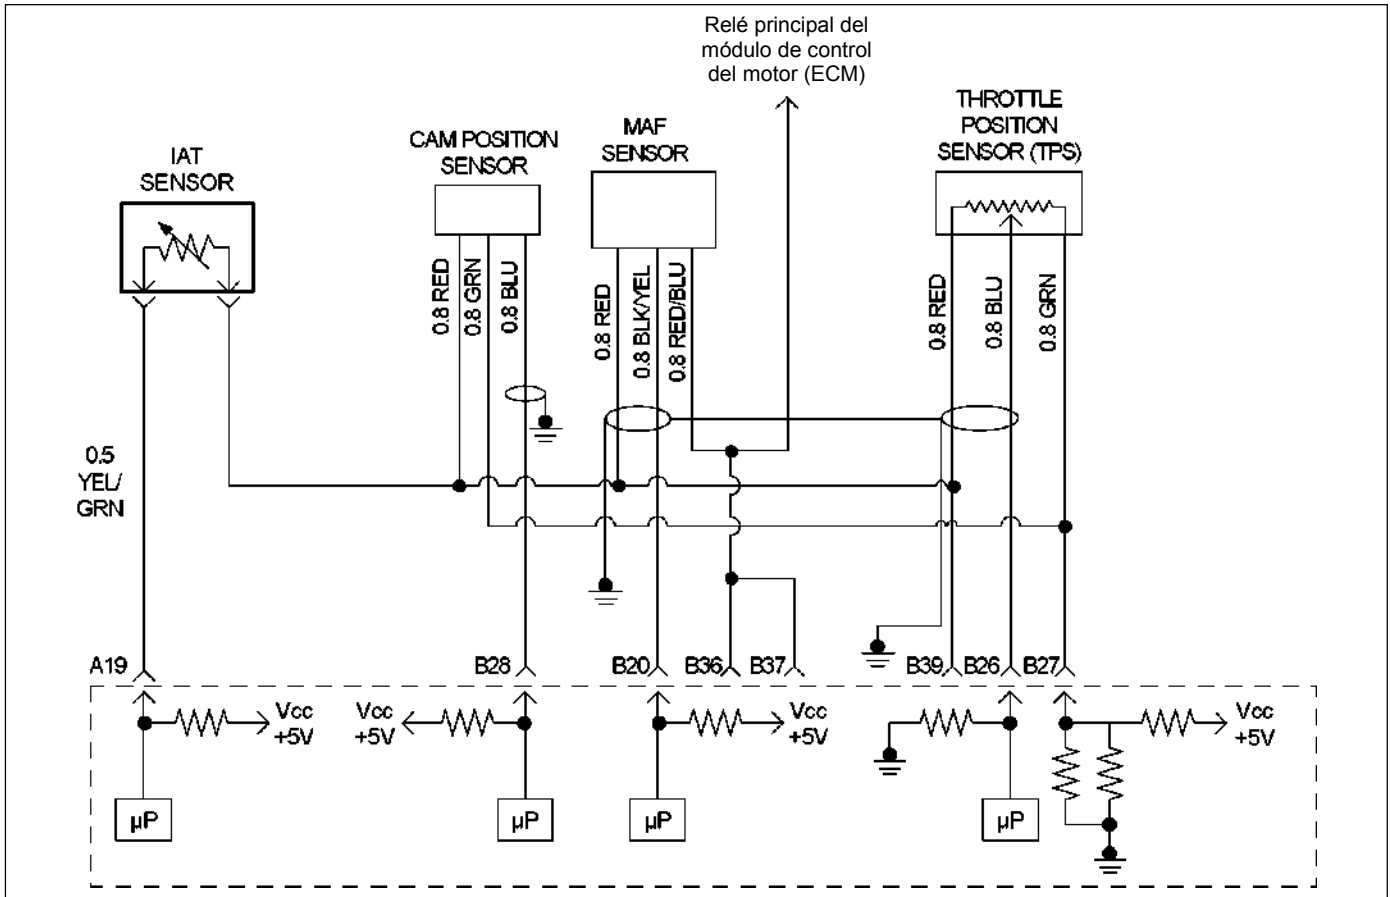 Relé principal del
módulo de control
del motor (ECM)
THROTTLE
POSITION
SENSOR (TPS)
MAF
SENSOR
CAM POSITION
SENSOR
IAT
SENSOR
0.8 RED
0.8 GRN
0.8 BLU
0.8 RED
0.8 BLK/YEL
0.8 RED/BLU
0.8 RED
0.8 BLU
0.8 GRN
0.5
YEL/
GRN
A19
B28
B20
B36
B37
B39
B26
B27
Vcc
+5V
Vcc
+5V
Vcc
+5V
Vcc
+5V
µP
µP
µP
µP